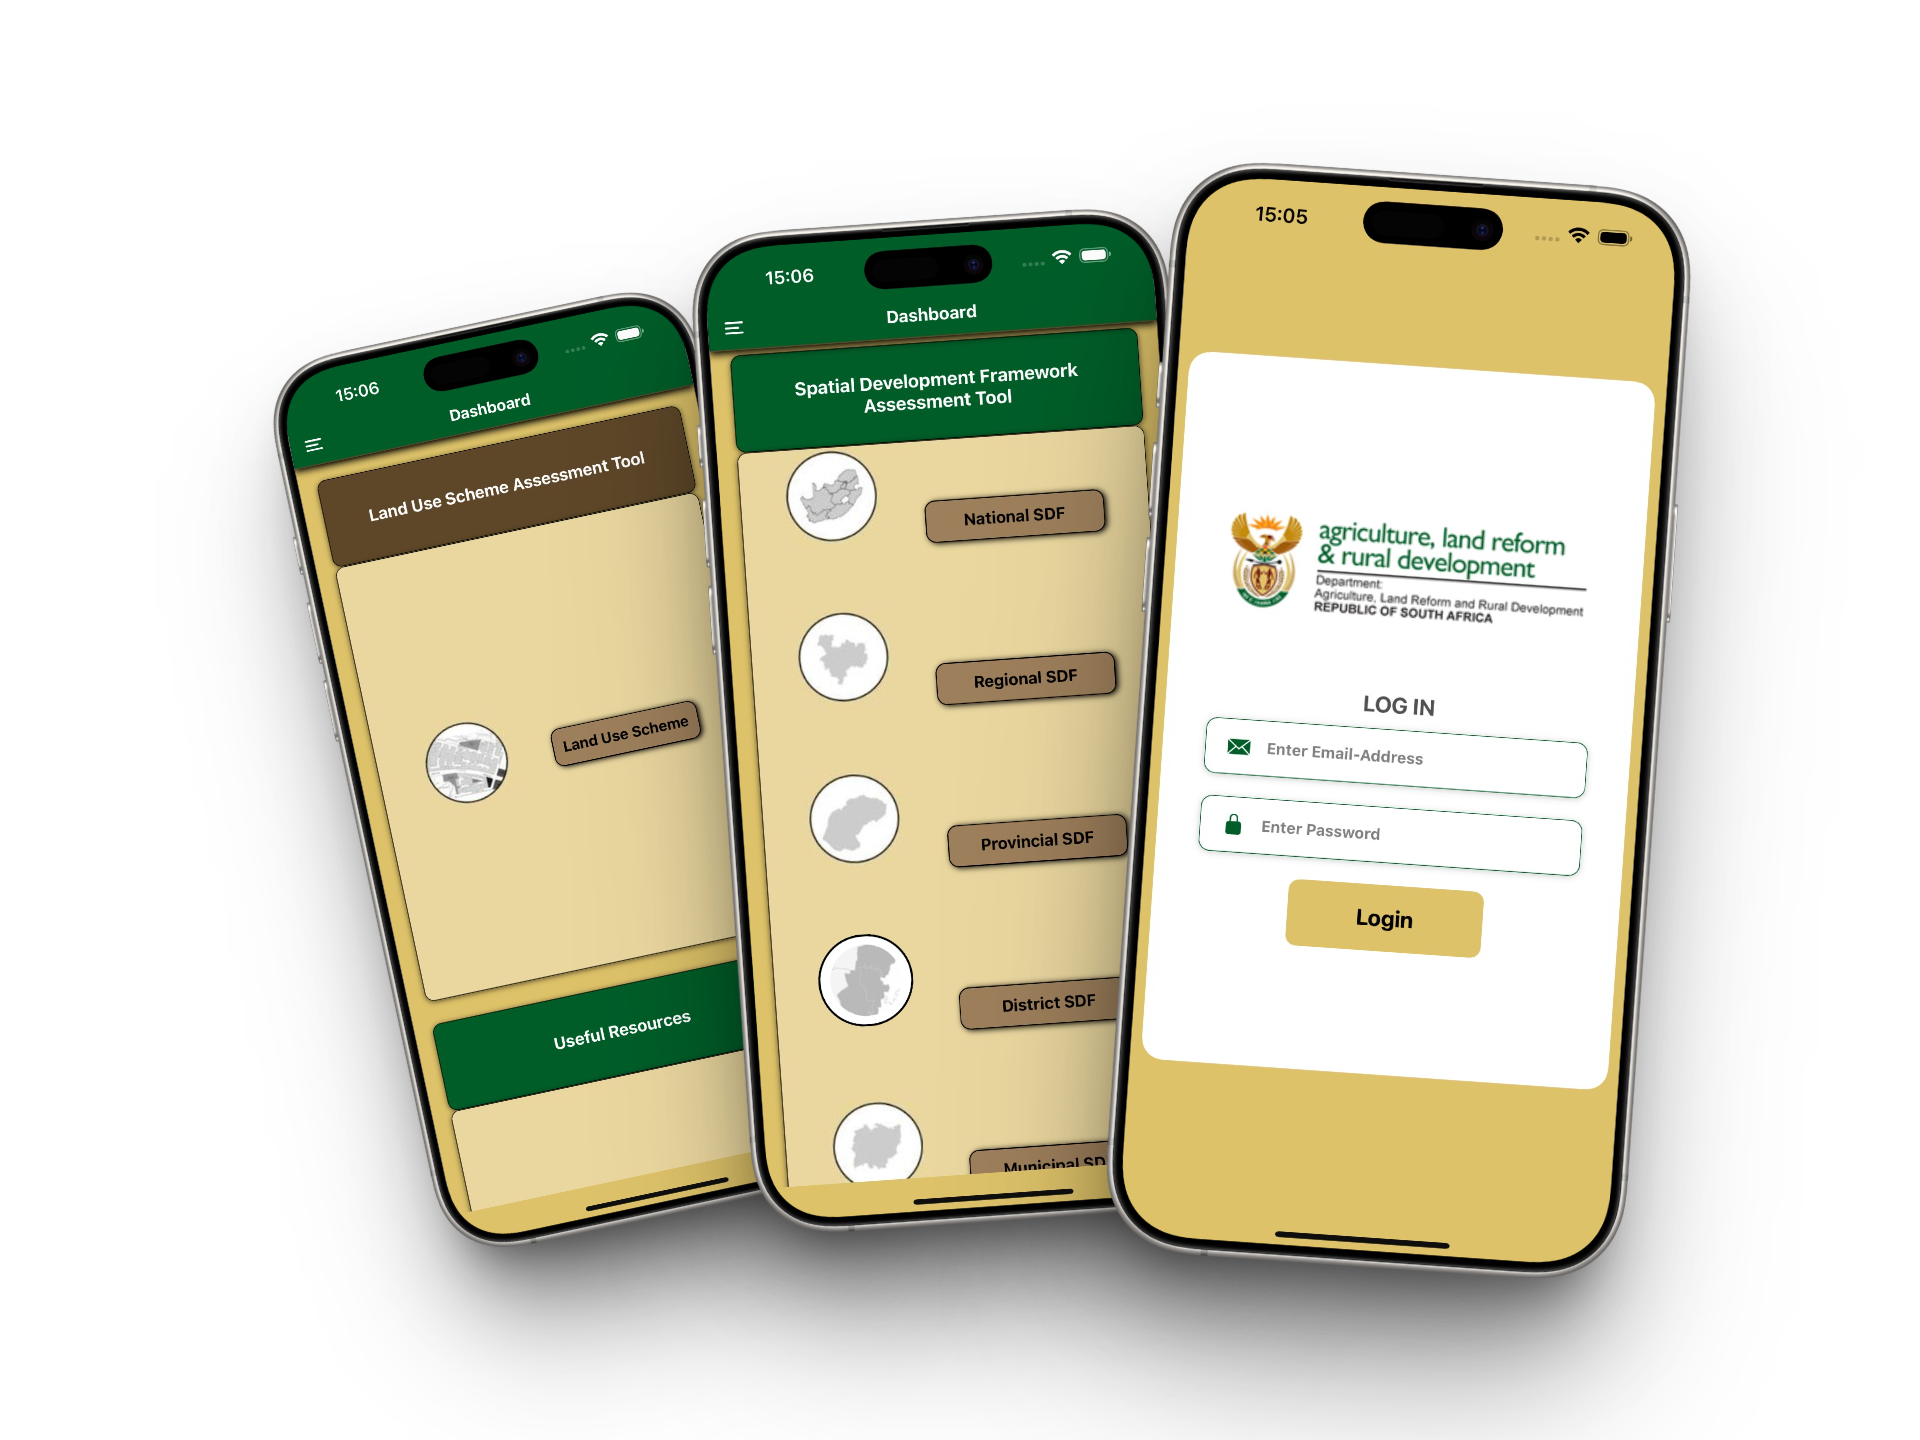 15:06
Dashboard
Land Use Scheme Assessment Tool
Land Use Scheme
Useful Resources
15:06
Dashboard
Spatial Development Framework
Assessment Tool
National SDF
Regional SDF
Provincial SDF
District SDF
Municipal SD
15:05
agriculture, land reform
& rural development
Department:
Agriculture, Land Reform and Rural Development
REPUBLIC OF SOUTH AFRICA
LOG IN
Enter Email-Address
Enter Password
Login